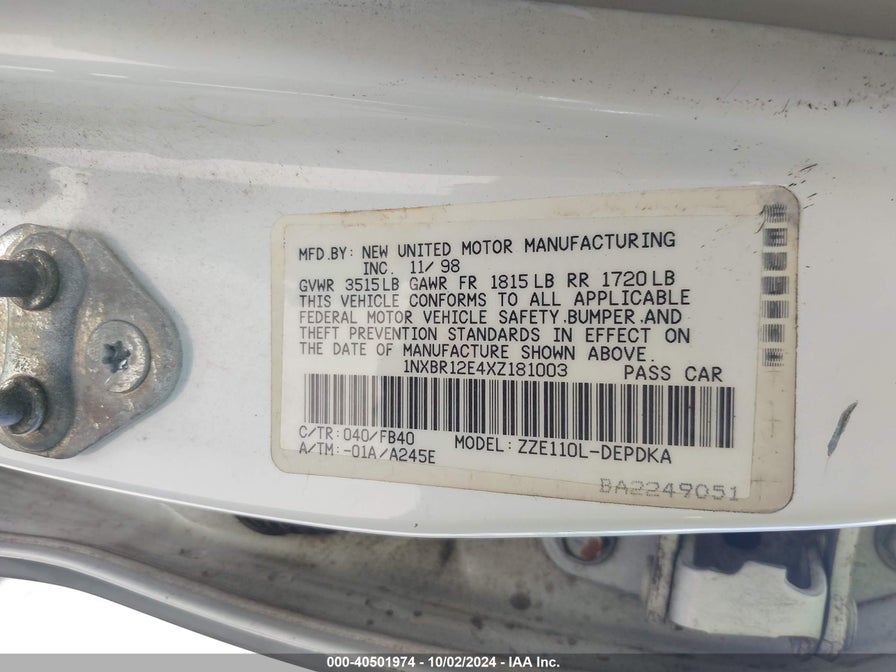 MFD.BY: NEW UNITED MOTOR MANUFACTURING
INC. 11/98
GVWR 3515LB GAWR FR 1815LB RR 1720LB
THIS VEHICLE CONFORMS TO ALL APPLICABLE
FEDERAL MOTOR VEHICLE SAFETY,BUMPER,AND
THEFT PREVENTION STANDARDS IN EFFECT ON
THE DATE OF MANUFACTURE SHOWN ABOVE.
1NXBR12E4XZ181003 PASS CAR
C/TR:040/FB40 MODEL:ZZE110L-DEPDKA
A/TM:-01A/A245E
BA2249051
000-40501974 - 10/02/2024 - IAA Inc.